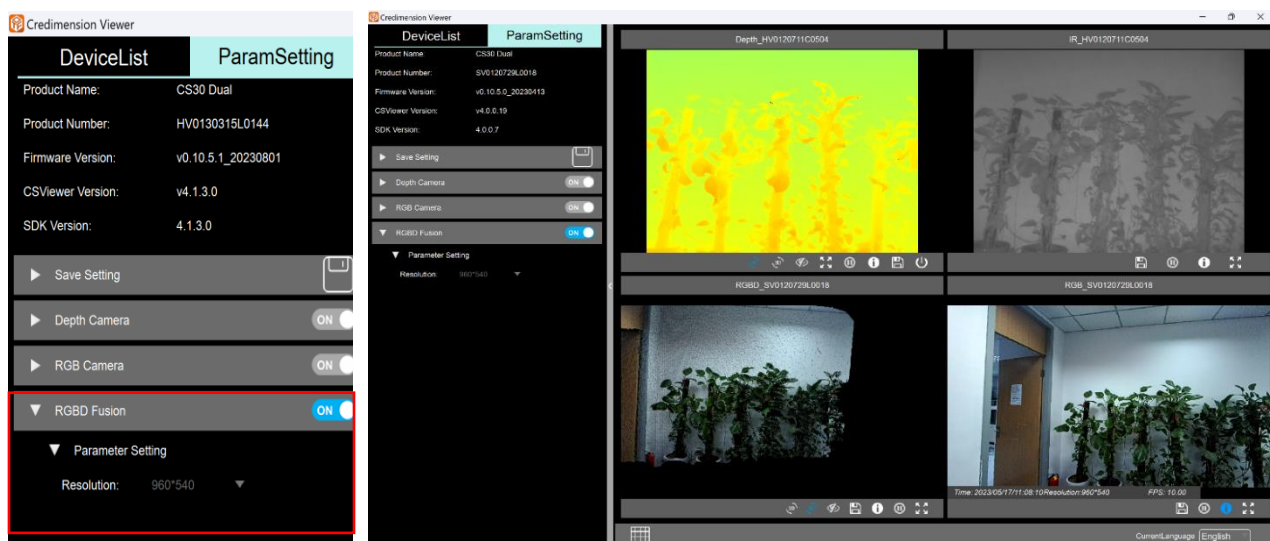 Credimension Viewer
DeviceList ParamSetting
Product Name: CS30 Dual
Product Number: HV0130315L0144
Firmware Version: v0.10.5.1_20230801
CSViewer Version: v4.1.3.0
SDK Version: 4.1.3.0
Save Setting
Depth Camera ON
RGB Camera ON
RGBD Fusion ON
Parameter Setting
Resolution: 960*540
Credimension Viewer
DeviceList ParamSetting
Product Name: CS30 Dual
Product Number: SV0120729L0018
Firmware Version: v0.10.5.0_20230413
CSViewer Version: v4.0.0.19
SDK Version: 4.0.0.7
Save Setting
Depth Camera ON
RGB Camera ON
RGBD Fusion ON
Parameter Setting
Resolution: 960*540
Depth_HV0120711C0504
IR_HV0120711C0504
RGBD_SV0120729L0018
RGB_SV0120729L0018
Time: 2023/05/17/11:08:10 Resolution:960*540 FPS: 10.00
CurrentLanguage English